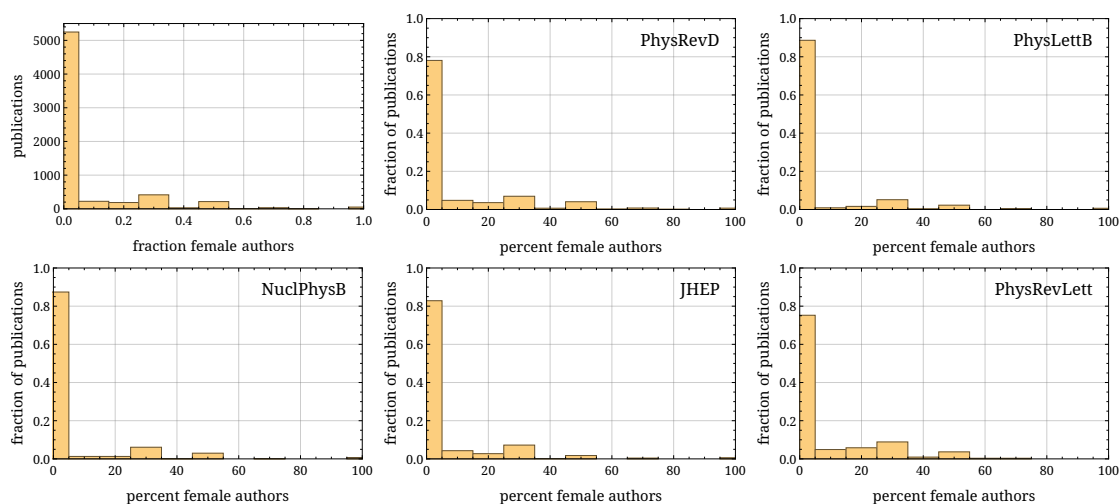 5000
4000
3000
2000
1000
0
0.0 0.2 0.4 0.6 0.8 1.0
publications
fraction female authors
PhysRevD
1.0
0.8
0.6
0.4
0.2
0.0
0 20 40 60 80 100
fraction of publications
percent female authors
PhysLettB
1.0
0.8
0.6
0.4
0.2
0.0
0 20 40 60 80 100
fraction of publications
percent female authors
NuclPhysB
1.0
0.8
0.6
0.4
0.2
0.0
0 20 40 60 80 100
fraction of publications
percent female authors
JHEP
1.0
0.8
0.6
0.4
0.2
0.0
0 20 40 60 80 100
fraction of publications
percent female authors
PhysRevLett
1.0
0.8
0.6
0.4
0.2
0.0
0 20 40 60 80 100
fraction of publications
percent female authors